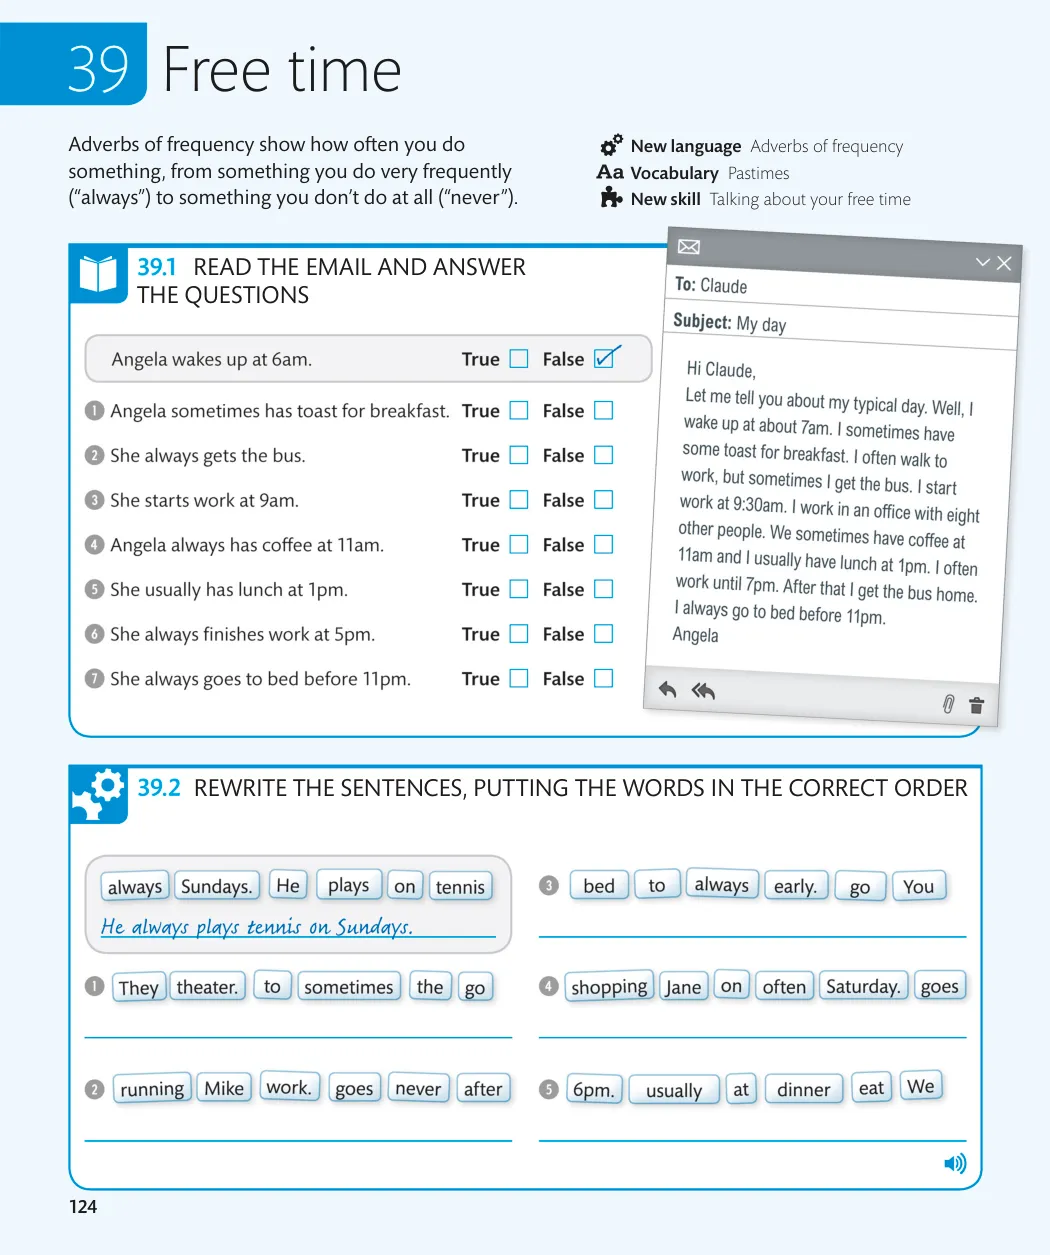 39 Free time
Adverbs of frequency show how often you do
something, from something you do very frequently
(“always”) to something you don’t do at all (“never”).
New language Adverbs of frequency
Aa Vocabulary Pastimes
New skill Talking about your free time
39.1 READ THE EMAIL AND ANSWER
THE QUESTIONS
Angela wakes up at 6am. True False
1 Angela sometimes has toast for breakfast. True False
2 She always gets the bus. True False
3 She starts work at 9am. True False
4 Angela always has coffee at 11am. True False
5 She usually has lunch at 1pm. True False
6 She always finishes work at 5pm. True False
7 She always goes to bed before 11pm. True False
To: Claude
Subject: My day
Hi Claude,
Let me tell you about my typical day. Well, I
wake up at about 7am. I sometimes have
some toast for breakfast. I often walk to
work, but sometimes I get the bus. I start
work at 9:30am. I work in an office with eight
other people. We sometimes have coffee at
11am and I usually have lunch at 1pm. I often
work until 7pm. After that I get the bus home.
I always go to bed before 11pm.
Angela
39.2 REWRITE THE SENTENCES, PUTTING THE WORDS IN THE CORRECT ORDER
always Sundays. He plays on tennis
He always plays tennis on Sundays.
1 They theater. to sometimes the go
2 running Mike work. goes never after
3 bed to always early. go You
4 shopping Jane on often Saturday. goes
5 6pm. usually at dinner eat We
124